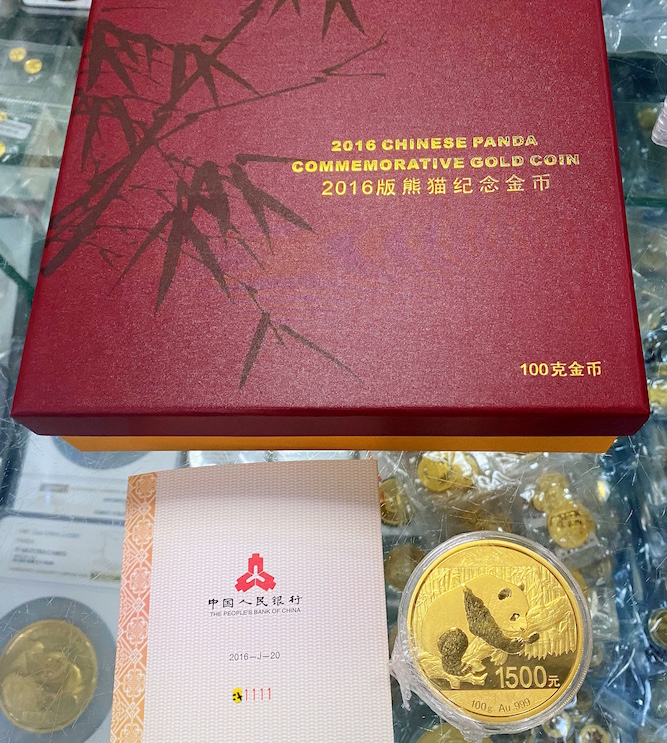 2016 CHINESE PANDA
COMMEMORATIVE GOLD COIN
2016版熊猫纪念金币
100克金币
中国人民银行
THE PEOPLE'S BANK OF CHINA
2016—J—20
1111
1500元
100g Au.999